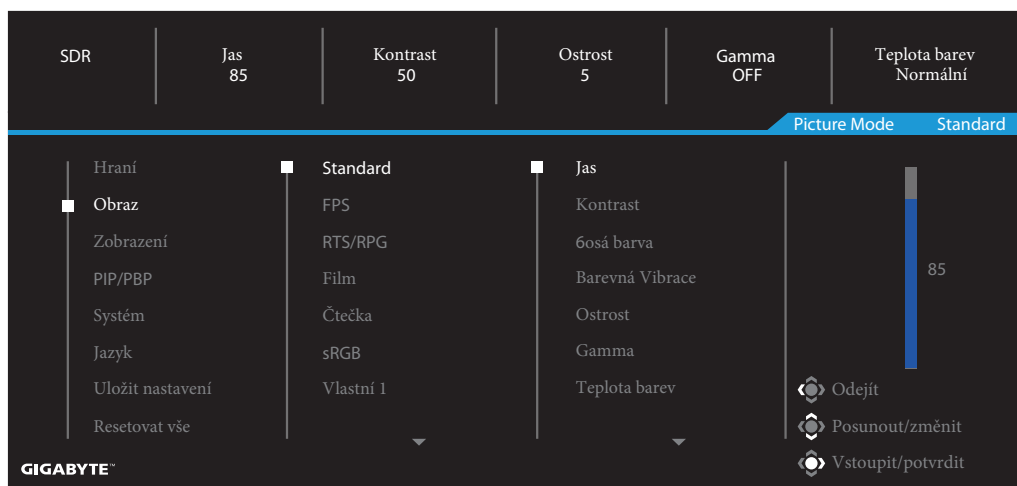 SDR
Jas
85
Kontrast
50
Ostrost
5
Gamma
OFF
Teplota barev
Normální
Picture Mode Standard
Hraní
Obraz
Zobrazení
PIP/PBP
Systém
Jazyk
Uložit nastavení
Resetovat vše
Standard
FPS
RTS/RPG
Film
Čtečka
sRGB
Vlastní 1
Jas
Kontrast
6osá barva
Barevná Vibrace
Ostrost
Gamma
Teplota barev
85
Odejít
Posunout/změnit
Vstoupit/potvrdit
GIGABYTE™